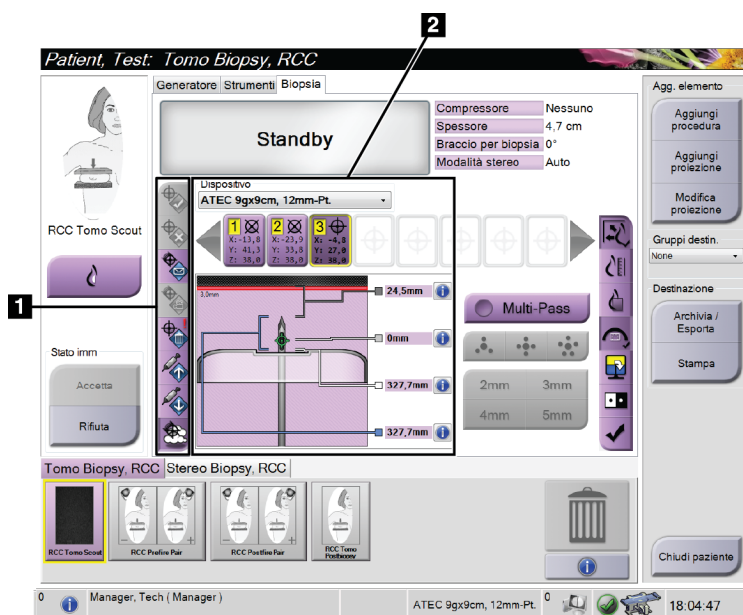 2
Patient, Test: Tomo Biopsy, RCC
Generatore Strumenti Biopsia
Agg. elemento
Standby
Compressore Nessuno
Spessore 4,7 cm
Braccio per biopsia 0°
Modalità stereo Auto
Aggiungi
procedura
Aggiungi
proiezione
Modifica
proiezione
Dispositivo
ATEC 9gx9cm, 12mm-Pt.
1
X:-13,8
Y: 41,3
Z: 38,0
2
X:-23,9
Y: 33,8
Z: 38,0
3
X: -4,8
Y: 27,0
Z: 38,0
RCC Tomo Scout
Gruppi destin.
None
3,0mm
24,5mm
0mm
327,7mm
327,7mm
1
Multi-Pass
2mm 3mm
4mm 5mm
Destinazione
Archivia /
Esporta
Stampa
Stato imm
Accetta
Rifiuta
Tomo Biopsy, RCC Stereo Biopsy, RCC
RCC Tomo Scout
RCC Prefire Pair
RCC Postfire Pair
RCC Tomo
Postbiopsy
Chiudi paziente
0 Manager, Tech ( Manager ) ATEC 9gx9cm, 12mm-Pt. 0 18:04:47